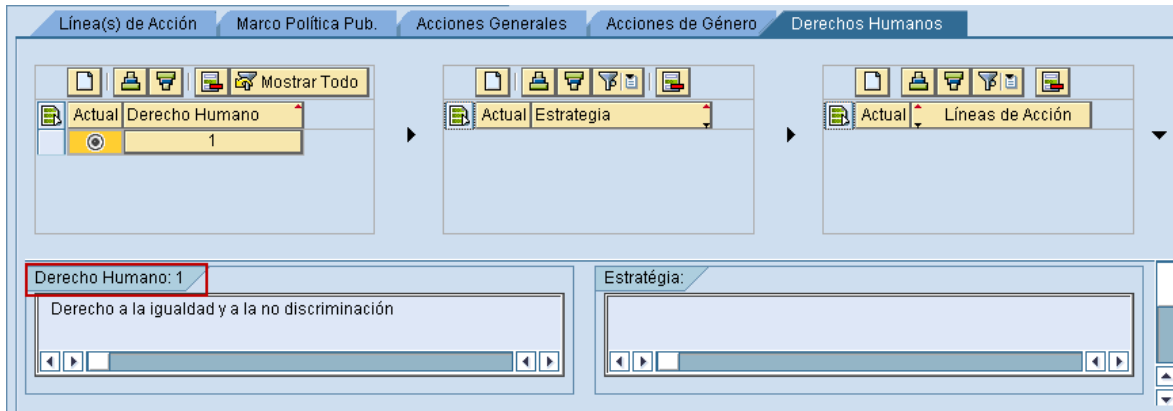 Línea(s) de Acción Marco Política Pub. Acciones Generales Acciones de Género Derechos Humanos
Mostrar Todo
Actual Derecho Humano
1
Actual Estrategia
Actual Líneas de Acción
Derecho Humano: 1
Derecho a la igualdad y a la no discriminación
Estratégia: